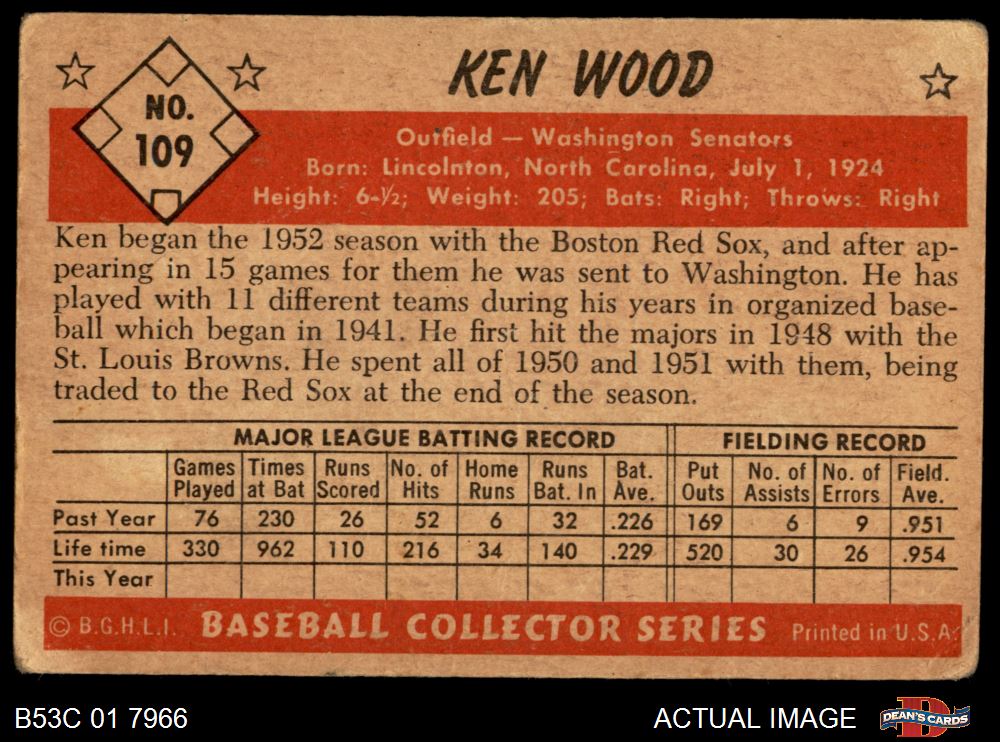 NO.
109
KEN WOOD
Outfield — Washington Senators
Born: Lincolnton, North Carolina, July 1, 1924
Height: 6-½; Weight: 205; Bats: Right; Throws: Right
Ken began the 1952 season with the Boston Red Sox, and after ap-
pearing in 15 games for them he was sent to Washington. He has
played with 11 different teams during his years in organized base-
ball which began in 1941. He first hit the majors in 1948 with the
St. Louis Browns. He spent all of 1950 and 1951 with them, being
traded to the Red Sox at the end of the season.
MAJOR LEAGUE BATTING RECORD FIELDING RECORD
Games Times Runs No. of Home Runs Bat. Put No. of No. of Field.
Played at Bat Scored Hits Runs Bat. In Ave. Outs Assists Errors Ave.
Past Year 76 230 26 52 6 32 .226 169 6 9 .951
Life time 330 962 110 216 34 140 .229 520 30 26 .954
This Year
© B.G.H.L.I. BASEBALL COLLECTOR SERIES Printed in U.S.A.
B53C 01 7966 ACTUAL IMAGE DEAN'S CARDS